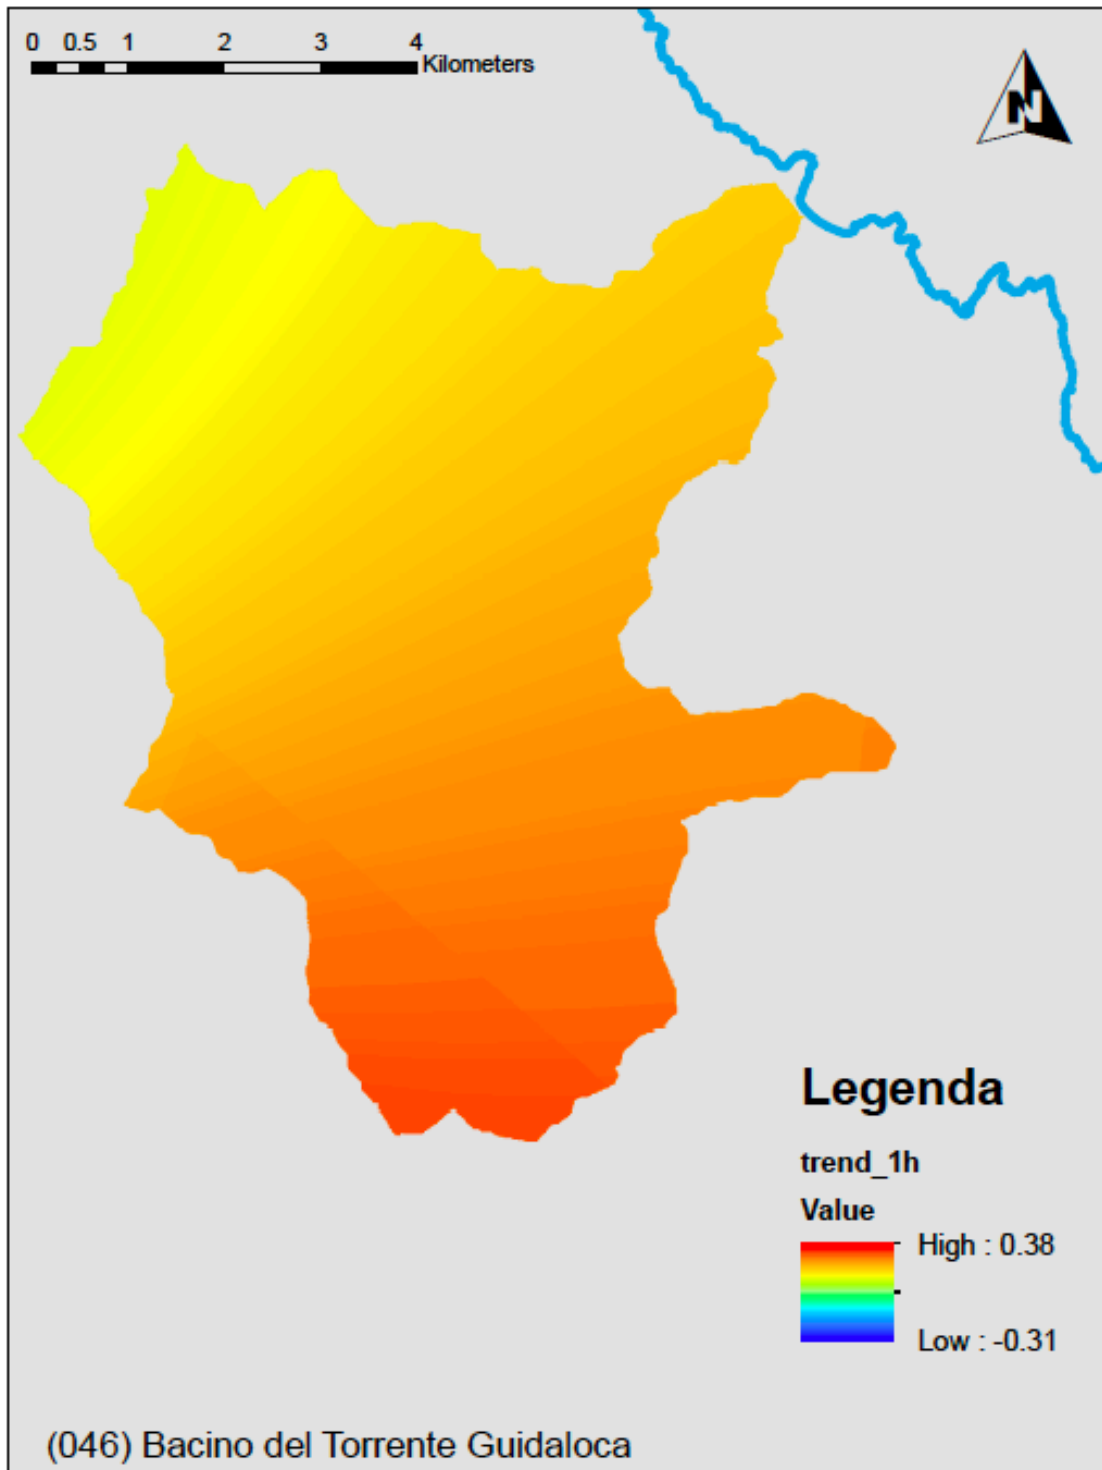 0 0.5 1 2 3 4
Kilometers
N
Legenda
trend_1h
Value
High : 0.38
Low : -0.31
(046) Bacino del Torrente Guidaloca